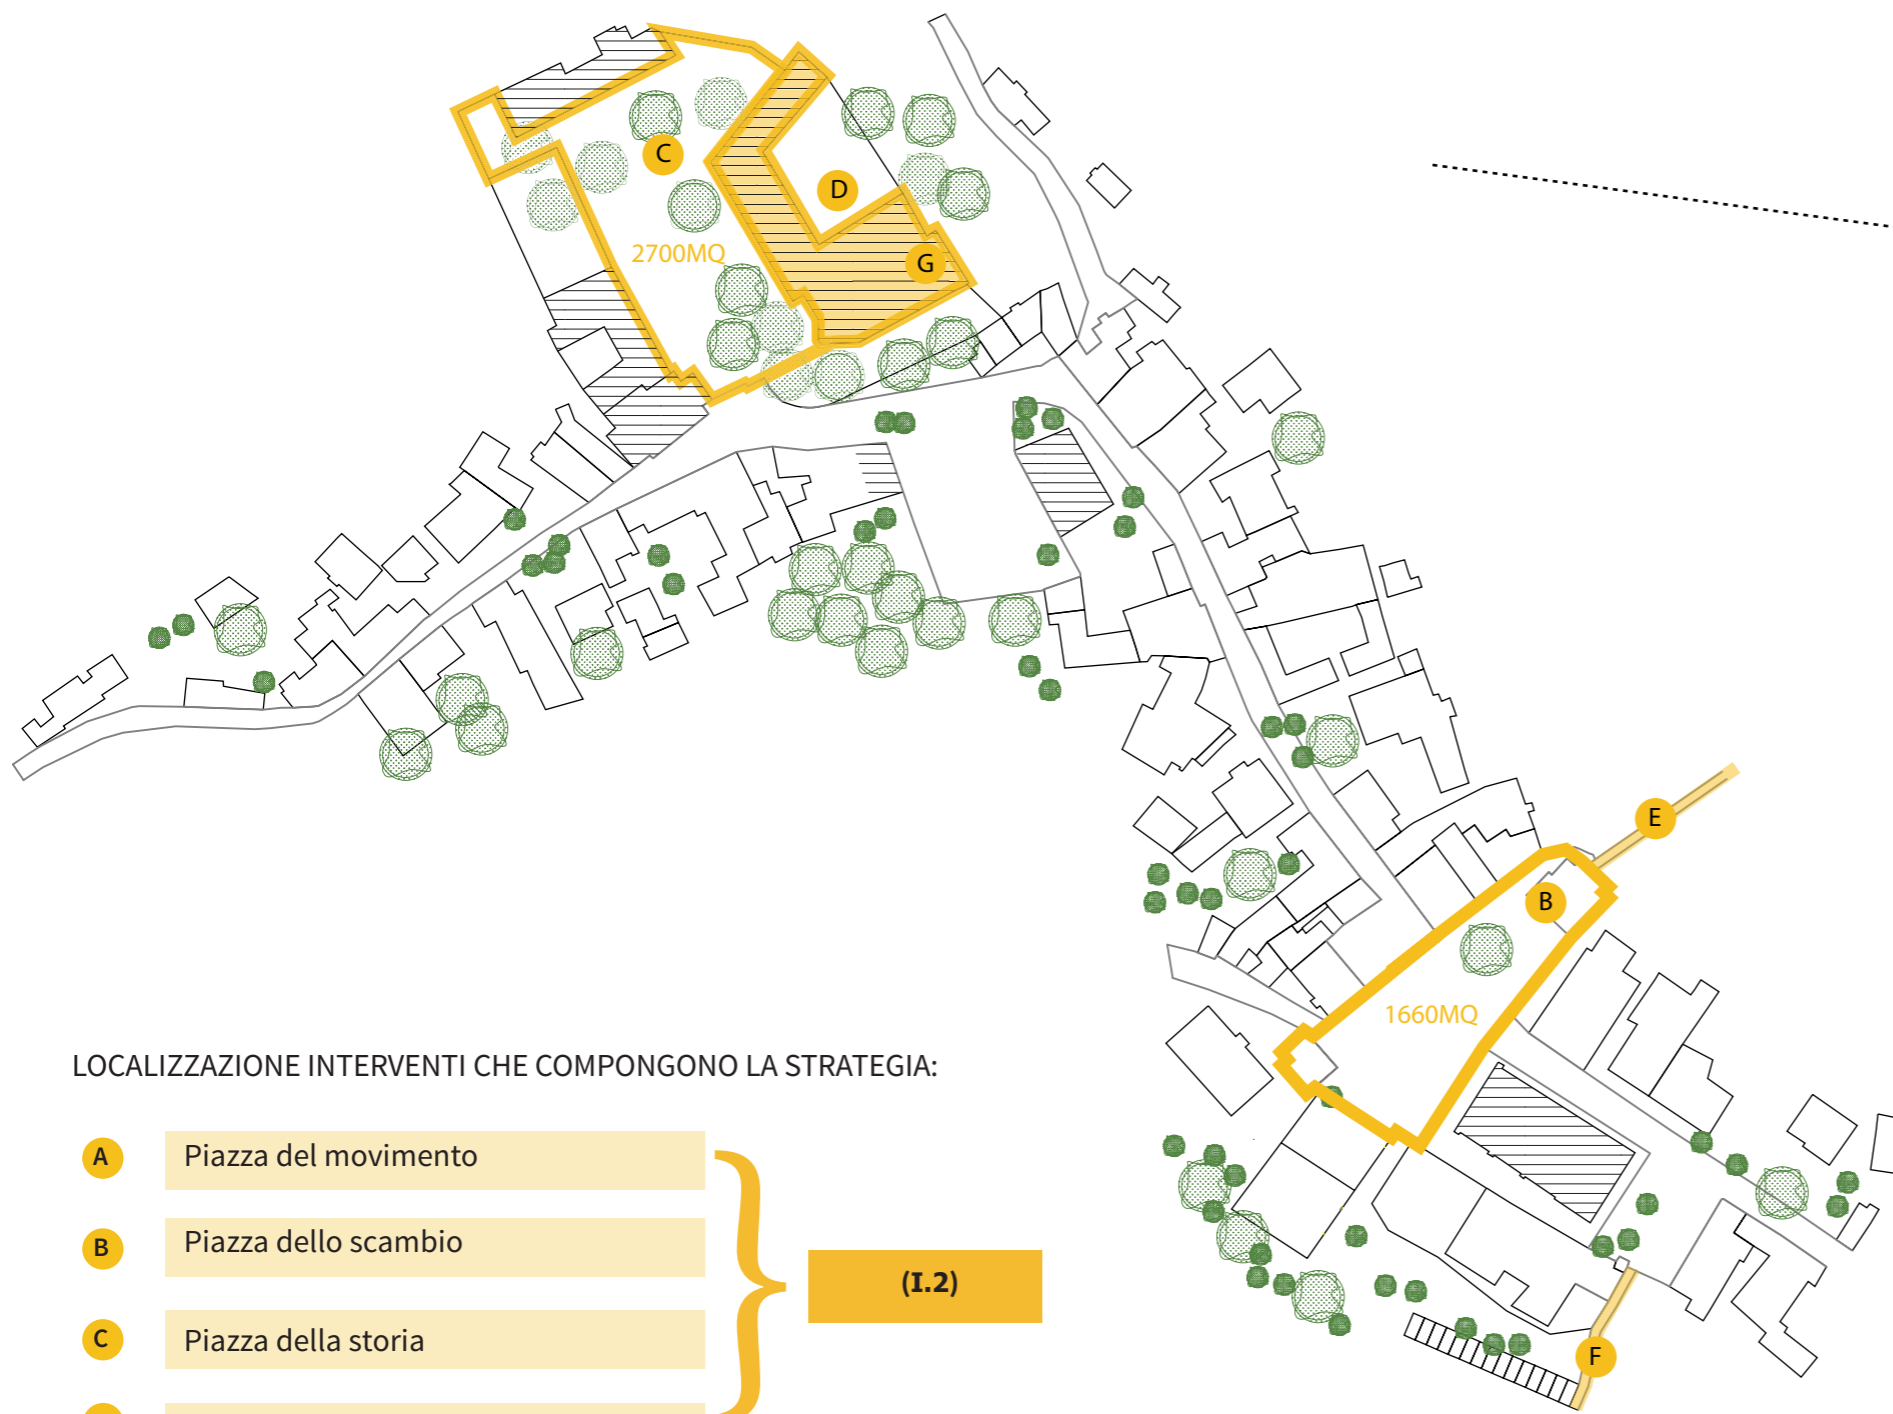 C
D
2700MQ
G
E
B
1660MQ
LOCALIZZAZIONE INTERVENTI CHE COMPONGONO LA STRATEGIA:
A Piazza del movimento
B Piazza dello scambio
(I.2)
C Piazza della storia
F